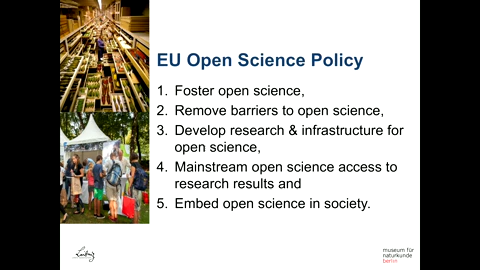 EU Open Science Policy
1. Foster open science,
2. Remove barriers to open science,
3. Develop research & infrastructure for
open science,
4. Mainstream open science access to
research results and
5. Embed open science in society.
museum für
naturkunde
berlin